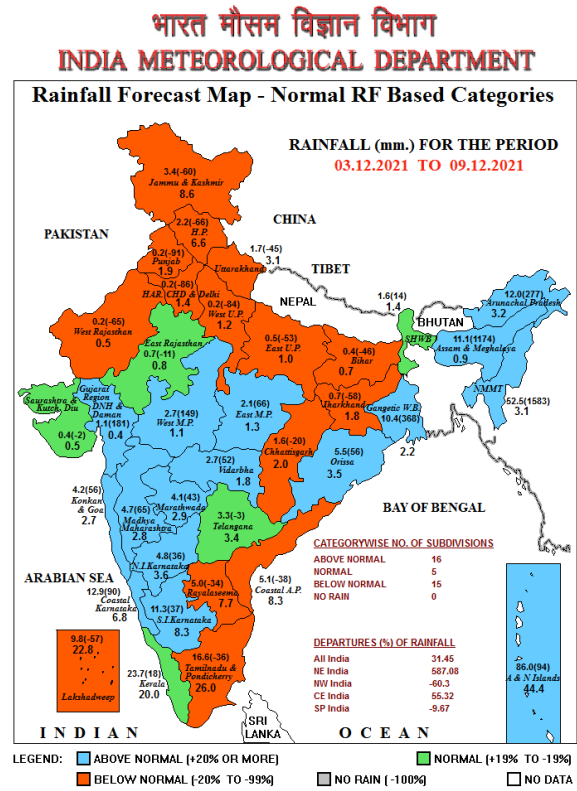 भारत मौसम विज्ञान विभाग
INDIA METEOROLOGICAL DEPARTMENT
Rainfall Forecast Map - Normal RF Based Categories
RAINFALL (mm.) FOR THE PERIOD
03.12.2021 TO 09.12.2021
3.4(-60)
Jammu & Kashmir
8.6
2.2(-66)
H.P.
6.6
CHINA
PAKISTAN
0.2(-91)
Punjab
1.9
1.7(-45)
3.1
Uttarakhand
TIBET
0.2(-86)
HAR. CHD & Delhi
1.4
0.2(-84)
West U.P.
1.2
NEPAL
1.6(14)
1.4
12.0(277)
Arunachal Pradesh
3.2
0.2(-65)
West Rajasthan
0.5
East Rajasthan
0.7(-11)
0.8
0.5(-53)
East U.P.
1.0
0.4(-46)
Bihar
0.7
SHWB
BHUTAN
11.1(1174)
Assam & Meghalaya
0.9
NMMT
52.5(1583)
3.1
Saurashtra &
Kutch, Diu
0.4(-2)
0.5
Gujarat
Region
DNH &
Daman
1.1(181)
0.4
2.7(149)
West M.P.
1.1
2.1(66)
East M.P.
1.3
0.7(-58)
Jharkhand
1.8
Gangetic W.B.
10.4(368)
2.2
1.6(-20)
Chhattisgarh
2.0
5.5(56)
Orissa
3.5
2.7(52)
Vidarbha
1.8
4.2(56)
Konkan
& Goa
2.7
4.7(65)
Madhya
Maharashtra
2.8
4.1(43)
Marathwada
2.9
3.3(-3)
Telangana
3.4
BAY OF BENGAL
4.8(36)
N.I.Karnataka
3.6
ARABIAN SEA
12.9(90)
Coastal
Karnataka
6.8
5.0(-34)
Rayalaseema
7.7
5.1(-38)
Coastal A.P.
8.3
11.3(37)
S.I.Karnataka
8.3
CATEGORYWISE NO. OF SUBDIVISIONS
ABOVE NORMAL 16
NORMAL 5
BELOW NORMAL 15
NO RAIN 0
DEPARTURES (%) OF RAINFALL
All India 31.45
NE India 587.08
NW India -60.3
CE India 55.32
SP India -9.67
9.8(-57)
22.8
Lakshadweep
23.7(18)
Kerala
20.0
16.6(-36)
Tamilnadu &
Pondicherry
26.0
86.0(94)
A & N Islands
44.4
SRI
LANKA
INDIAN OCEAN
LEGEND: ABOVE NORMAL (+20% OR MORE) NORMAL (+19% TO -19%)
BELOW NORMAL (-20% TO -99%) NO RAIN (-100%) NO DATA